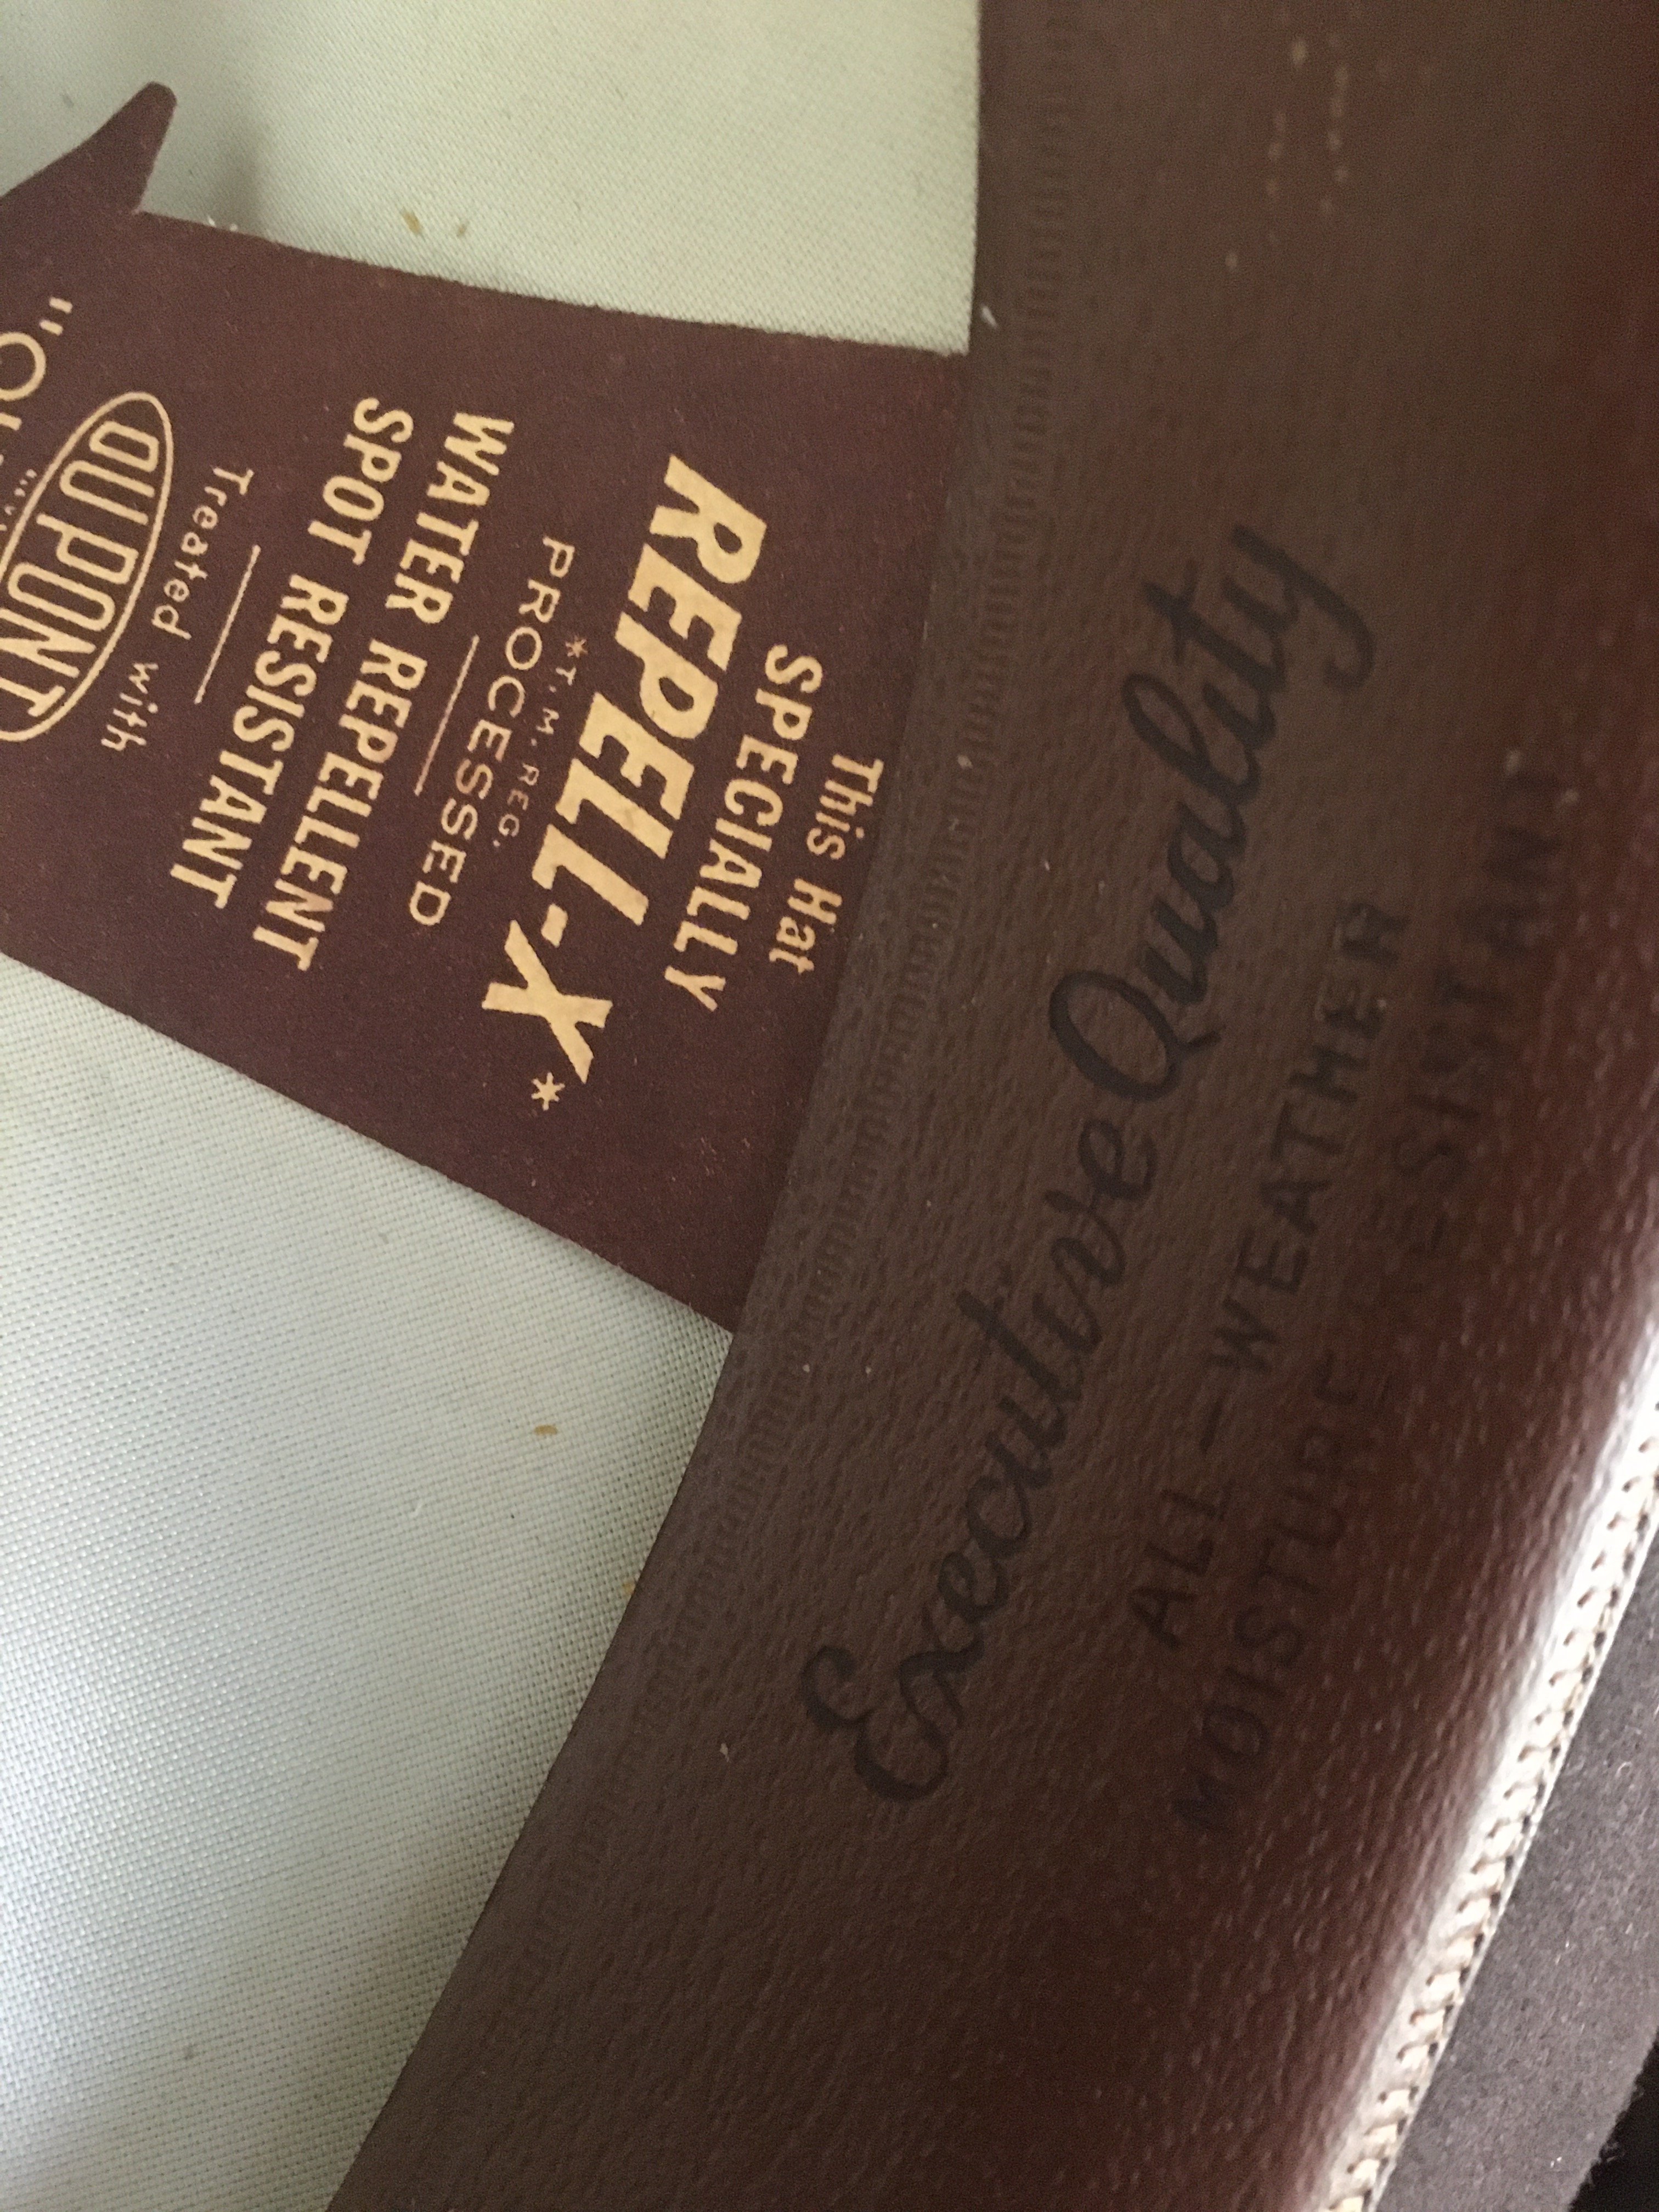 This Hat
SPECIALLY
REPELL-X*
*T.M. REG.
PROCESSED
WATER REPELLENT
SPOT RESISTANT
Treated with
DUPONT
Executive Quality
ALL-WEATHER
MOISTURE RESISTANT